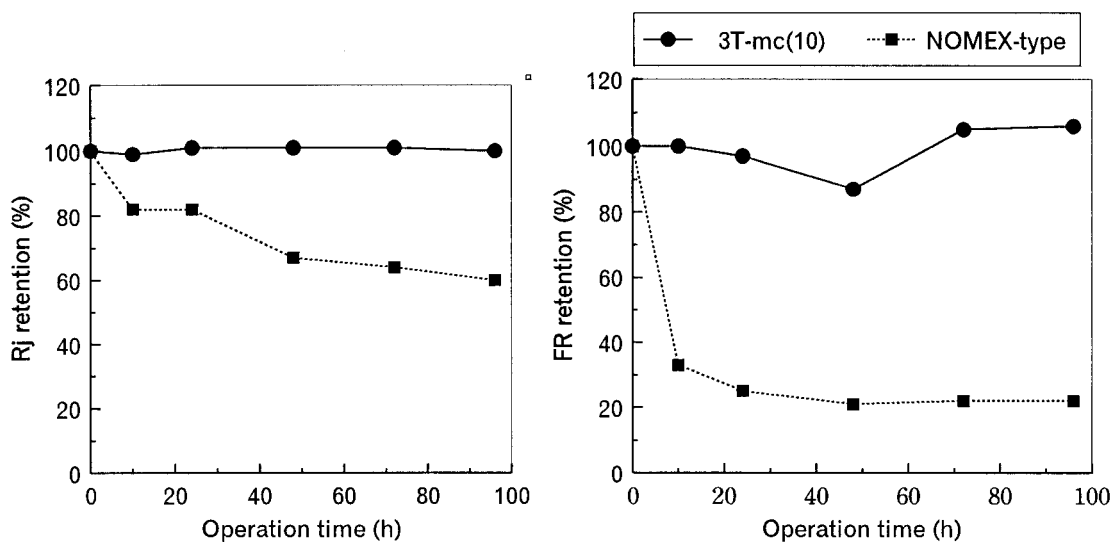 3T-mc(10) NOMEX-type
120
100
80
60
40
20
0
Rj retention (%)
0 20 40 60 80 100
Operation time (h)
120
100
80
60
40
20
0
FR retention (%)
0 20 40 60 80 100
Operation time (h)